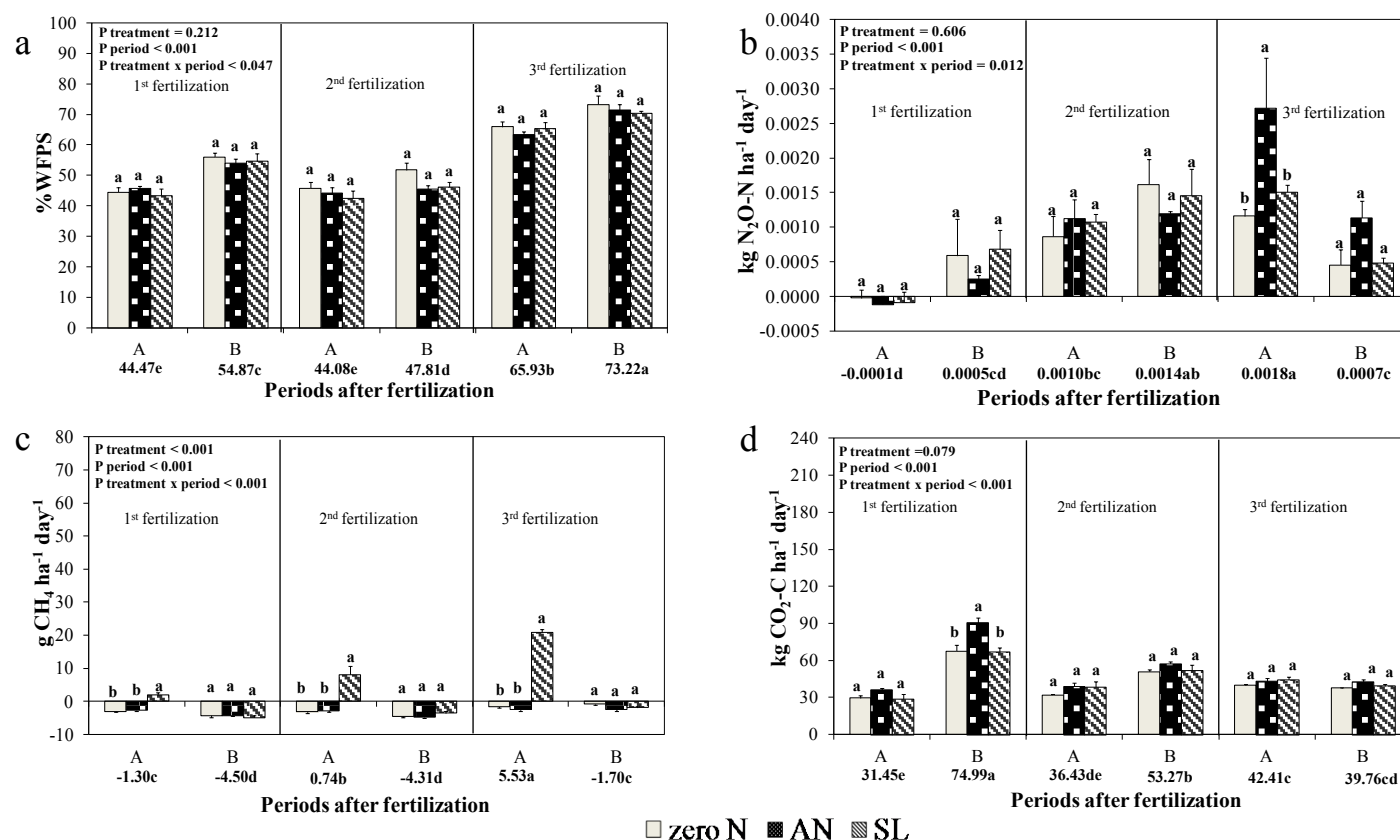 a
%WFPS
100
90
80
70
60
50
40
30
20
10
0
P treatment = 0.212
P period < 0.001
P treatment x period < 0.047
1st fertilization
2nd fertilization
3rd fertilization
a a a a a a a a a a a a a a a a a a
A B A B A B
44.47e 54.87c 44.08e 47.81d 65.93b 73.22a
Periods after fertilization
b
kg N2O-N ha-1 day-1
0.0040
0.0035
0.0030
0.0025
0.0020
0.0015
0.0010
0.0005
0.0000
-0.0005
P treatment = 0.606
P period < 0.001
P treatment x period = 0.012
1st fertilization
2nd fertilization
3rd fertilization
a a a a a a a a a a a a b a b a a a
A B A B A B
-0.0001d 0.0005cd 0.0010bc 0.0014ab 0.0018a 0.0007c
Periods after fertilization
c
g CH4 ha-1 day-1
80
70
60
50
40
30
20
10
0
-10
P treatment < 0.001
P period < 0.001
P treatment x period < 0.001
1st fertilization
2nd fertilization
3rd fertilization
b b a a a a b b a a a a b b a a a a
A B A B A B
-1.30c -4.50d 0.74b -4.31d 5.53a -1.70c
Periods after fertilization
d
kg CO2-C ha-1 day-1
240
210
180
150
120
90
60
30
0
P treatment =0.079
P period < 0.001
P treatment x period < 0.001
1st fertilization
2nd fertilization
3rd fertilization
a a a b a b a a a a a a a a a a a a
A B A B A B
31.45e 74.99a 36.43de 53.27b 42.41c 39.76cd
Periods after fertilization
zero N AN SL